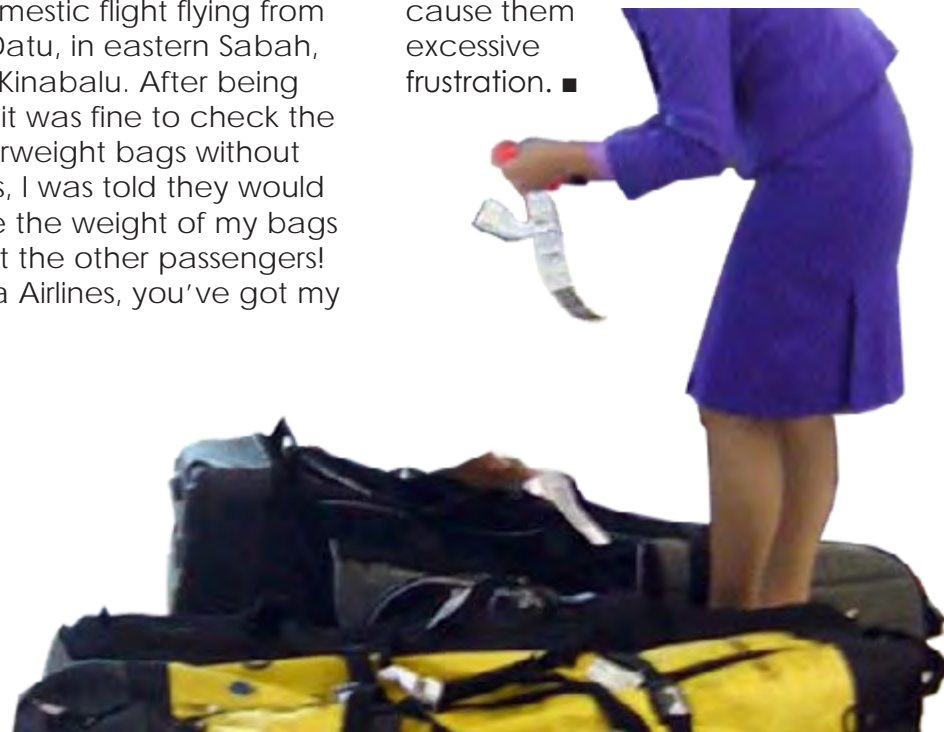 mestic flight flying from
Datu, in eastern Sabah,
Kinabalu. After being
it was fine to check the
rweight bags without
s, I was told they would
e the weight of my bags
t the other passengers!
a Airlines, you've got my
cause them
excessive
frustration. ■